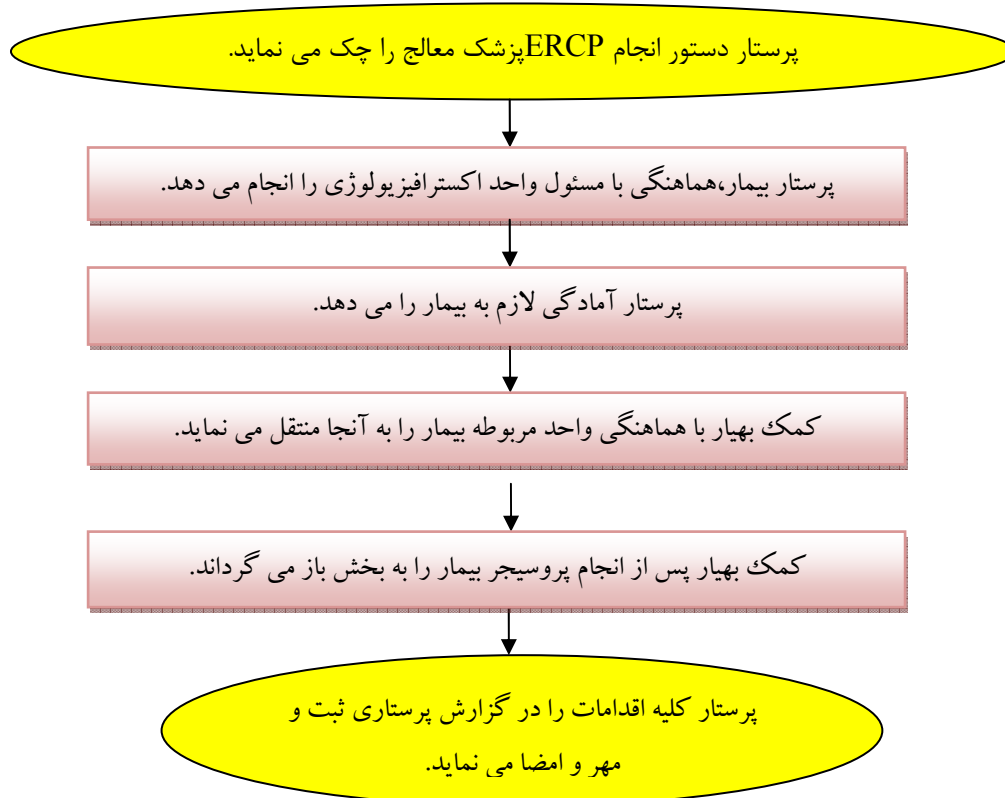 پرستار دستور انجام ERCPپزشک معالج را چک می نماید.
پرستار بیمار،هماهنگی با مسئول واحد اکسترافیزیولوژی را انجام می دهد.
پرستار آمادگی لازم به بیمار را می دهد.
کمک بهیار با هماهنگی واحد مربوطه بیمار را به آنجا منتقل می نماید.
کمک بهیار پس از انجام پروسیجر بیمار را به بخش باز می گرداند.
پرستار کلیه اقدامات را در گزارش پرستاری ثبت و
مهر و امضا می نماید.